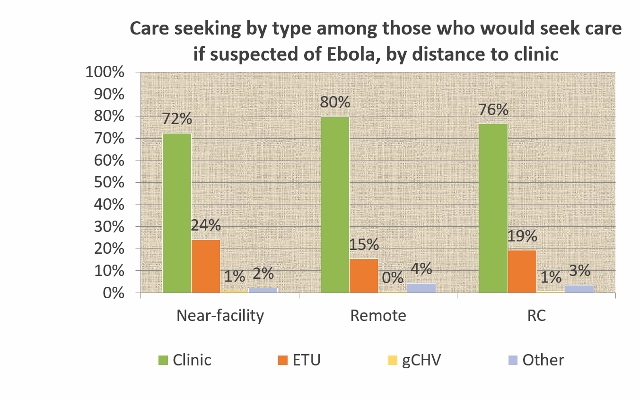 Care seeking by type among those who would seek care
if suspected of Ebola, by distance to clinic
100%
90%
80%
70%
60%
50%
40%
30%
20%
10%
0%
72%
24%
1%
2%
80%
15%
0%
4%
76%
19%
1%
3%
Near-facility
Remote
RC
Clinic
ETU
gCHV
Other